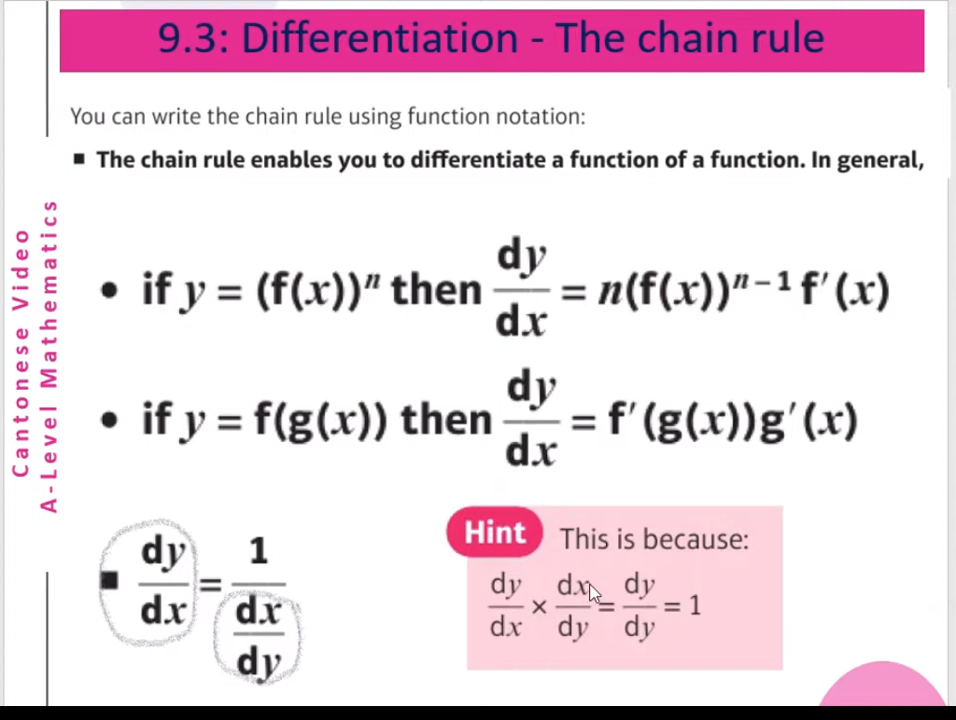 9.3: Differentiation - The chain rule
You can write the chain rule using function notation:
■ The chain rule enables you to differentiate a function of a function. In general,
• if y = (f(x))ⁿ then dy/dx = n(f(x))ⁿ⁻¹ f′(x)
• if y = f(g(x)) then dy/dx = f′(g(x))g′(x)
■ dy/dx = 1/(dx/dy)
Hint This is because:
dy/dx × dx/dy = dy/dy = 1
Cantonese Video
A-Level Mathematics